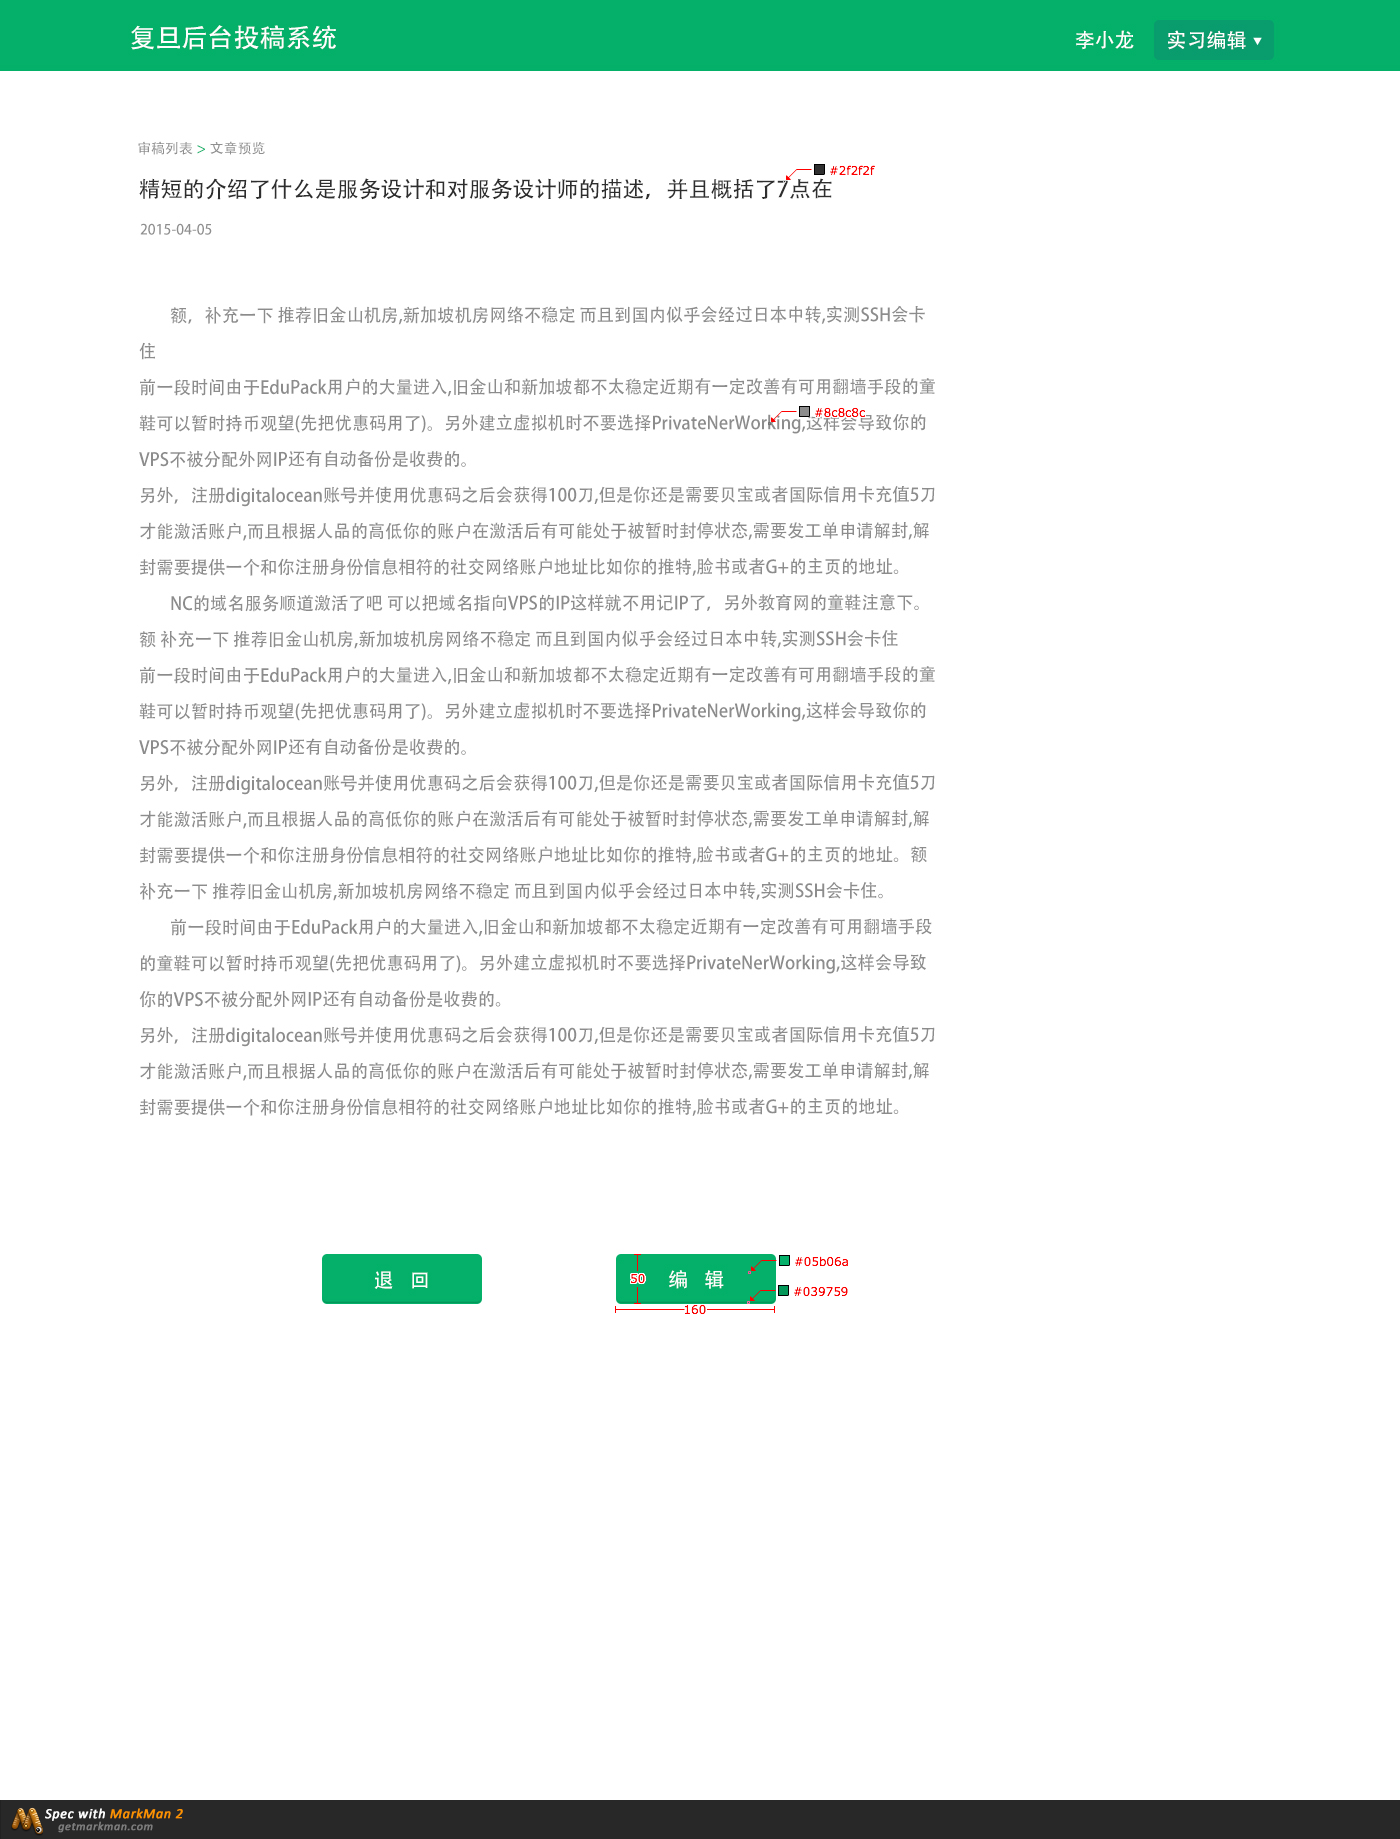 复旦后台投稿系统
李小龙 实习编辑 ▼
审稿列表 > 文章预览
#2f2f2f
精短的介绍了什么是服务设计和对服务设计师的描述，并且概括了7点在
2015-04-05
额，补充一下 推荐旧金山机房,新加坡机房网络不稳定 而且到国内似乎会经过日本中转,实测SSH会卡
住
前一段时间由于EduPack用户的大量进入,旧金山和新加坡都不太稳定近期有一定改善有可用翻墙手段的童
#8c8c8c
鞋可以暂时持币观望(先把优惠码用了)。另外建立虚拟机时不要选择PrivateNerWorking,这样会导致你的
VPS不被分配外网IP还有自动备份是收费的。
另外，注册digitalocean账号并使用优惠码之后会获得100刀,但是你还是需要贝宝或者国际信用卡充值5刀
才能激活账户,而且根据人品的高低你的账户在激活后有可能处于被暂时封停状态,需要发工单申请解封,解
封需要提供一个和你注册身份信息相符的社交网络账户地址比如你的推特,脸书或者G+的主页的地址。
NC的域名服务顺道激活了吧 可以把域名指向VPS的IP这样就不用记IP了，另外教育网的童鞋注意下。
额 补充一下 推荐旧金山机房,新加坡机房网络不稳定 而且到国内似乎会经过日本中转,实测SSH会卡住
前一段时间由于EduPack用户的大量进入,旧金山和新加坡都不太稳定近期有一定改善有可用翻墙手段的童
鞋可以暂时持币观望(先把优惠码用了)。另外建立虚拟机时不要选择PrivateNerWorking,这样会导致你的
VPS不被分配外网IP还有自动备份是收费的。
另外，注册digitalocean账号并使用优惠码之后会获得100刀,但是你还是需要贝宝或者国际信用卡充值5刀
才能激活账户,而且根据人品的高低你的账户在激活后有可能处于被暂时封停状态,需要发工单申请解封,解
封需要提供一个和你注册身份信息相符的社交网络账户地址比如你的推特,脸书或者G+的主页的地址。额
补充一下 推荐旧金山机房,新加坡机房网络不稳定 而且到国内似乎会经过日本中转,实测SSH会卡住。
前一段时间由于EduPack用户的大量进入,旧金山和新加坡都不太稳定近期有一定改善有可用翻墙手段
的童鞋可以暂时持币观望(先把优惠码用了)。另外建立虚拟机时不要选择PrivateNerWorking,这样会导致
你的VPS不被分配外网IP还有自动备份是收费的。
另外，注册digitalocean账号并使用优惠码之后会获得100刀,但是你还是需要贝宝或者国际信用卡充值5刀
才能激活账户,而且根据人品的高低你的账户在激活后有可能处于被暂时封停状态,需要发工单申请解封,解
封需要提供一个和你注册身份信息相符的社交网络账户地址比如你的推特,脸书或者G+的主页的地址。
#05b06a
退 回 50 编 辑
#039759
160
Spec with MarkMan 2
getmarkman.com